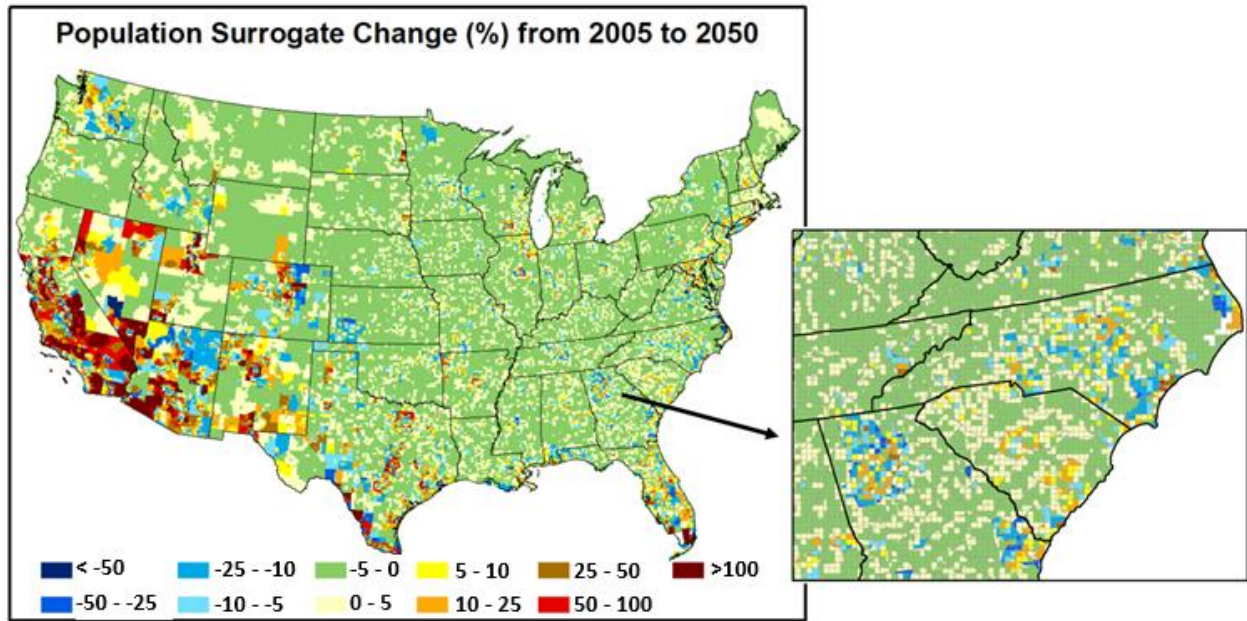 Population Surrogate Change (%) from 2005 to 2050
< -50 -25 - -10 -5 - 0 5 - 10 25 - 50 >100
-50 - -25 -10 - -5 0 - 5 10 - 25 50 - 100